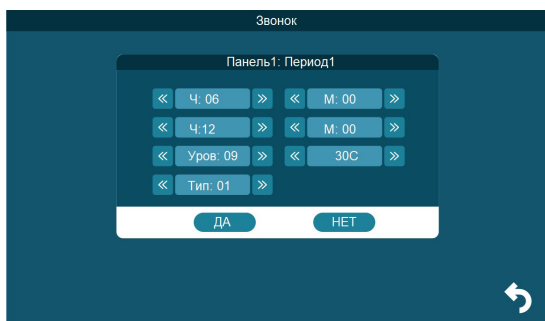 Звонок
Панель1: Период1
« Ч: 06 » « М: 00 »
« Ч:12 » « М: 00 »
« Уров: 09 » « 30С »
« Тип: 01 »
ДА НЕТ